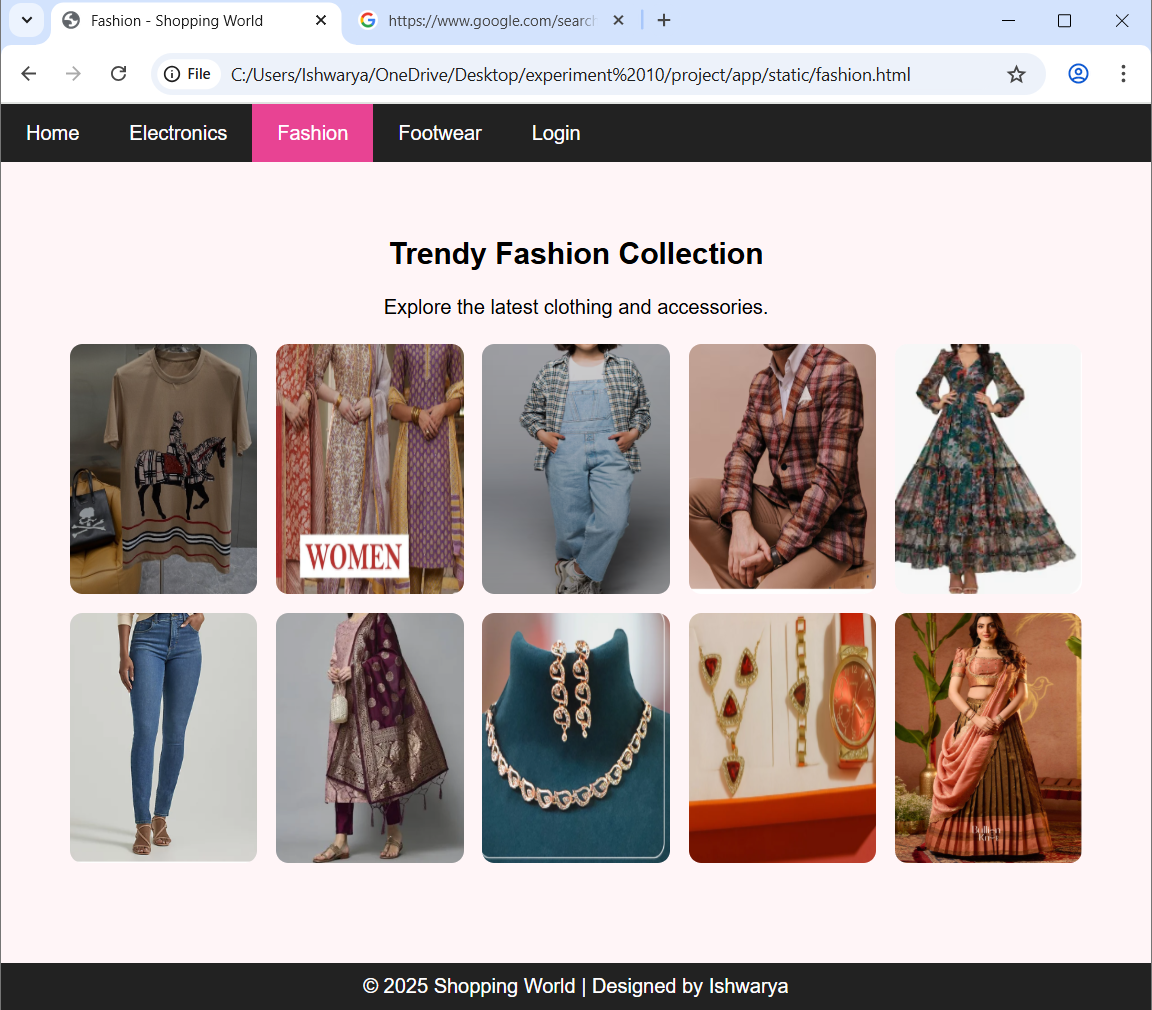 Fashion - Shopping World
https://www.google.com/search
File
C:/Users/Ishwarya/OneDrive/Desktop/experiment%2010/project/app/static/fashion.html
Home
Electronics
Fashion
Footwear
Login
Trendy Fashion Collection
Explore the latest clothing and accessories.
WOMEN
© 2025 Shopping World | Designed by Ishwarya